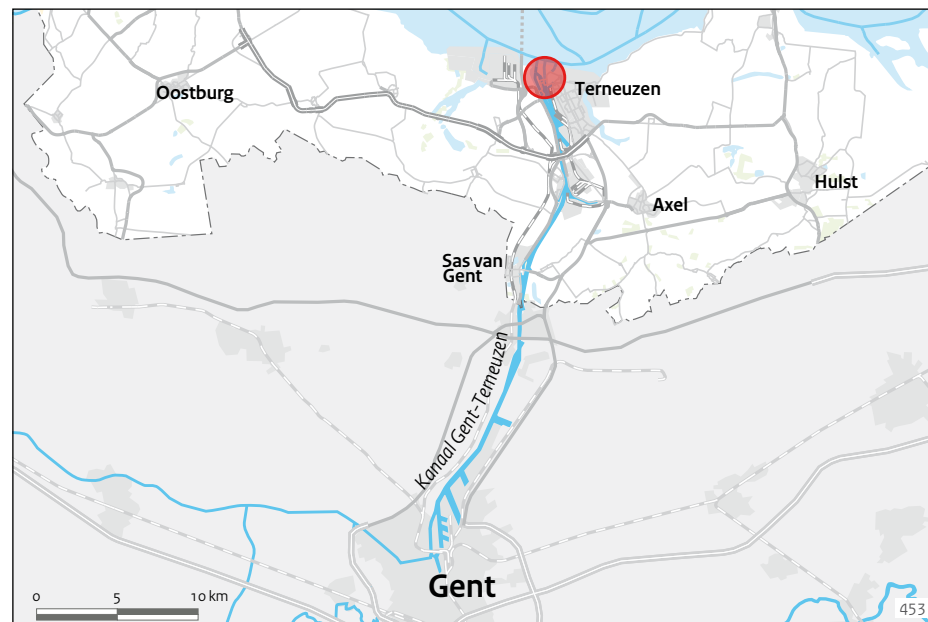 Oostburg
Terneuzen
Hulst
Axel
Sas van
Gent
Kanaal Gent-Terneuzen
Gent
0 5 10 km
453